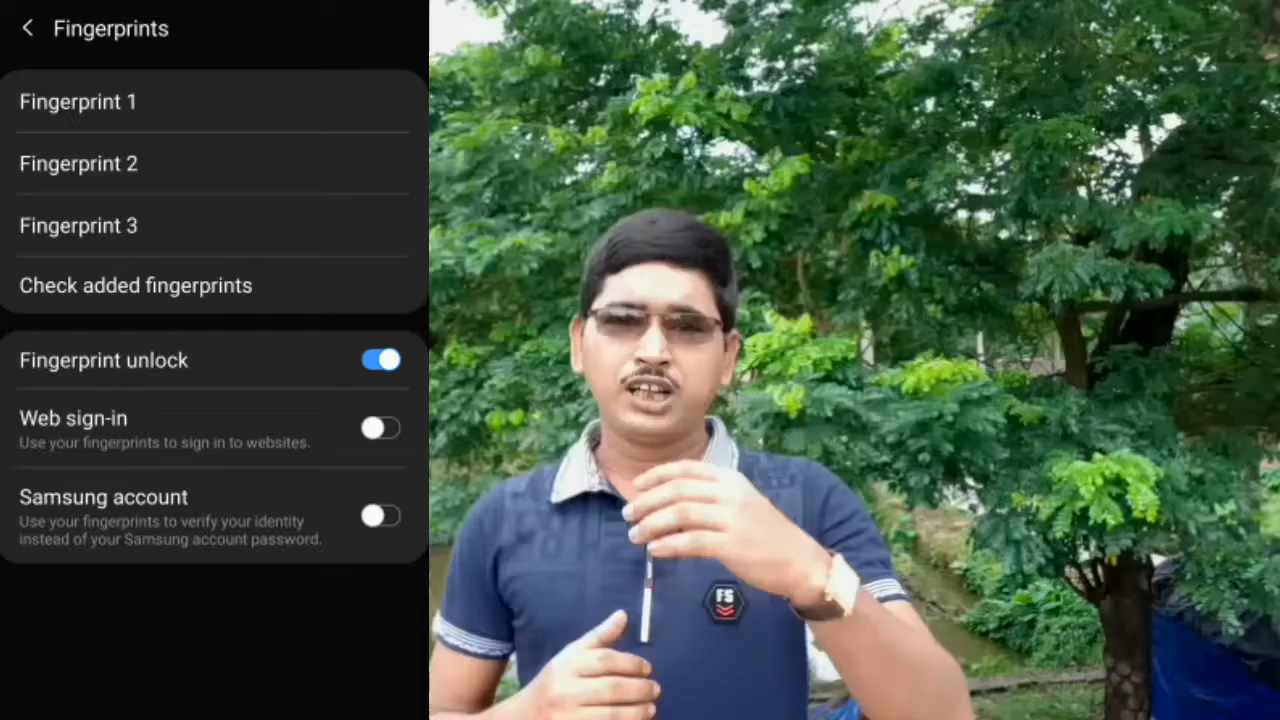 Fingerprints
Fingerprint 1
Fingerprint 2
Fingerprint 3
Check added fingerprints
Fingerprint unlock
Web sign-in
Use your fingerprints to sign in to websites.
Samsung account
Use your fingerprints to verify your identity
instead of your Samsung account password.
FS